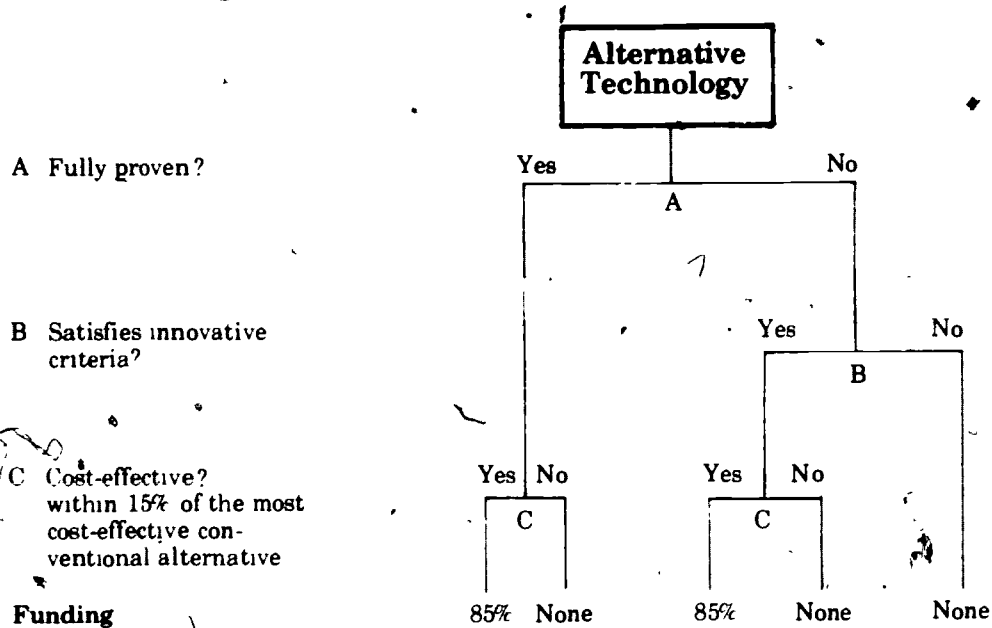 Alternative
Technology
A Fully proven?
Yes No
A
B Satisfies innovative
criteria?
Yes No
B
C Cost-effective?
within 15% of the most
cost-effective con-
ventional alternative
Yes No Yes No
C C
Funding
85% None 85% None None